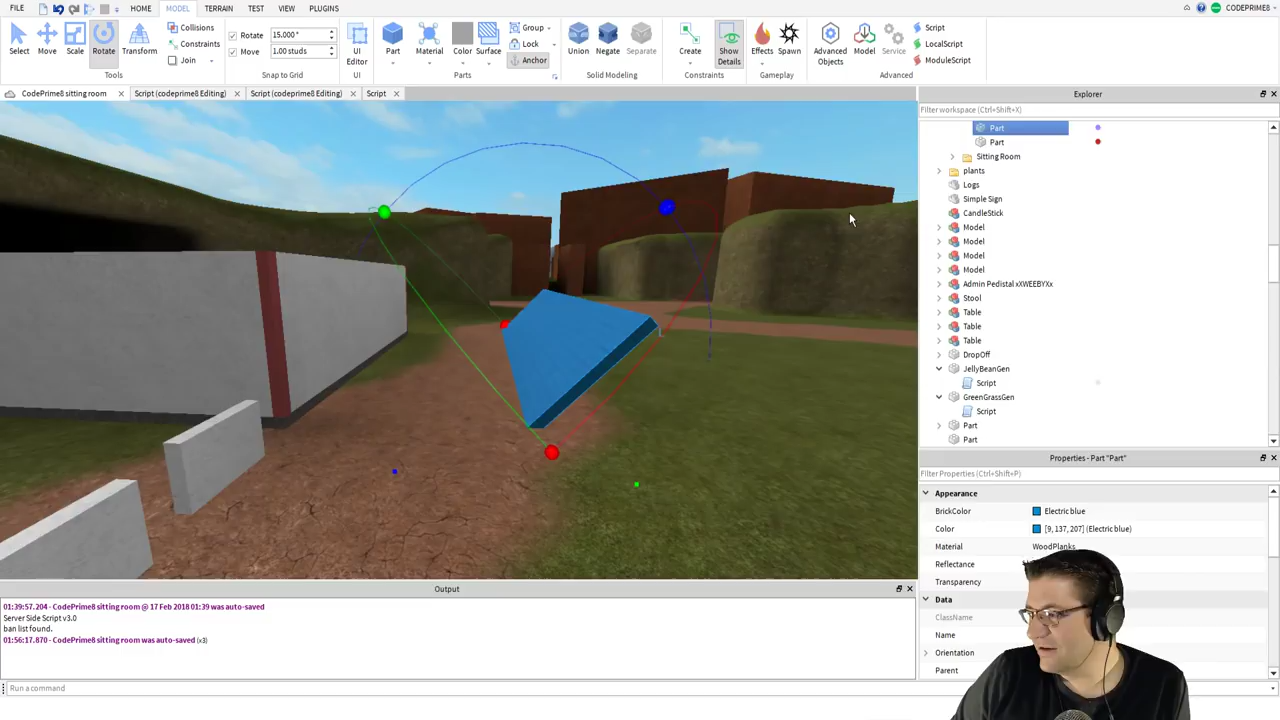 FILE HOME MODEL TERRAIN TEST VIEW PLUGINS CODEPRIME8
Select Move Scale Rotate Transform
Collisions
Constraints
Join
Tools
Rotate 15.000°
Move 1.00 studs
Snap to Grid
UI Editor
UI
Part Material Color Surface
Group
Lock
Anchor
Parts
Union Negate Separate
Solid Modeling
Create Show Details
Constraints
Effects Spawn
Gameplay
Advanced Objects Model Service
Script
LocalScript
ModuleScript
Advanced
CodePrime8 sitting room Script (codeprime8 Editing) Script (codeprime8 Editing) Script
Explorer
Filter workspace (Ctrl+Shift+X)
Part
Part
Sitting Room
plants
Logs
Simple Sign
CandleStick
Model
Model
Model
Model
Admin Pedistal xXWEEBYXx
Stool
Table
Table
Table
DropOff
JellyBeanGen
Script
GreenGrassGen
Script
Part
Part
Properties - Part "Part"
Filter Properties (Ctrl+Shift+P)
Appearance
BrickColor Electric blue
Color [9, 137, 207] (Electric blue)
Material WoodPlanks
Reflectance
Transparency
Data
ClassName
Name
Orientation
Parent
Output
01:39:57.204 - CodePrime8 sitting room @ 17 Feb 2018 01:39 was auto-saved
Server Side Script v3.0
ban list found.
01:56:17.870 - CodePrime8 sitting room was auto-saved (x3)
Run a command